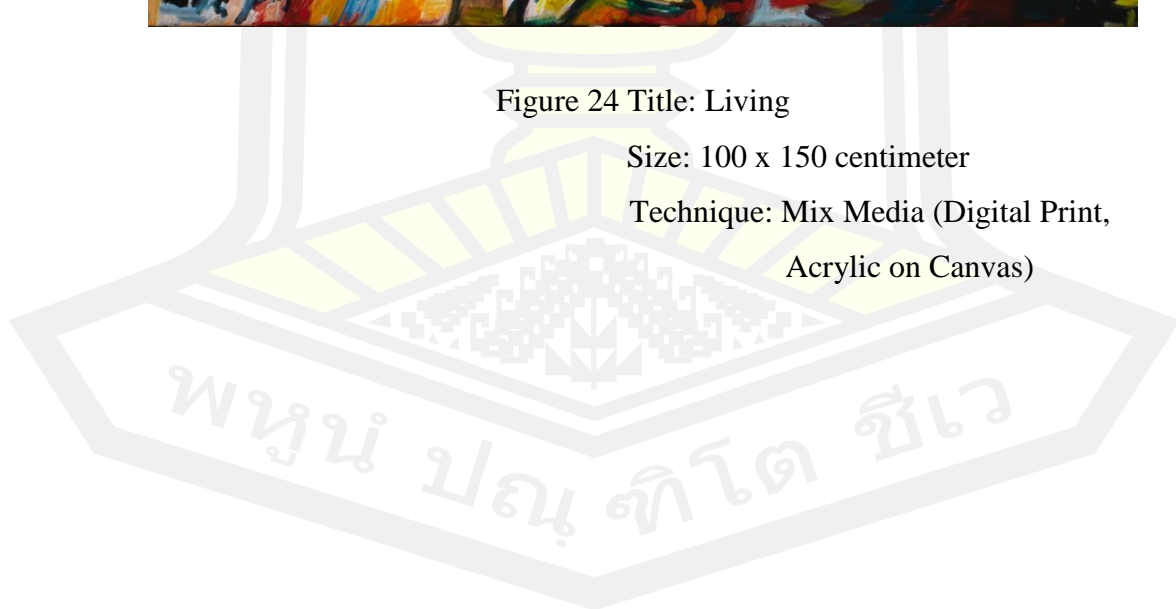 Figure 24 Title: Living
Size: 100 x 150 centimeter
Technique: Mix Media (Digital Print,
Acrylic on Canvas)
พหูนํ ปณฺฑิโต ชีเว